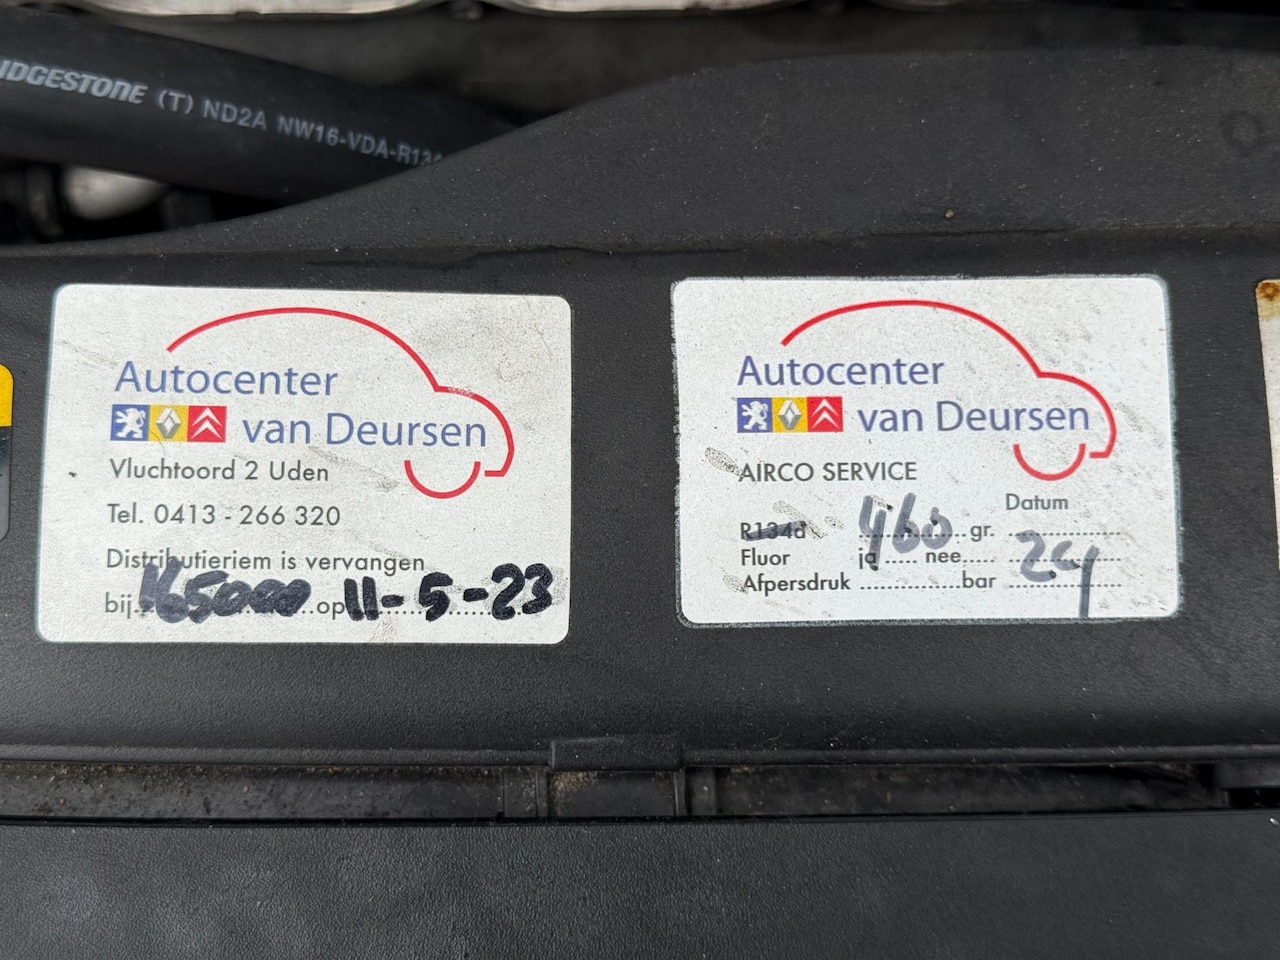 IDGESTONE (T) ND2A NW16-VDA-R134
Autocenter
van Deursen
Vluchtoord 2 Uden
Tel. 0413 - 266 320
Distributieriem is vervangen
bij 165000 op 11-5-23
Autocenter
van Deursen
AIRCO SERVICE
Datum
R134a 460 gr.
Fluor ja nee
Afpersdruk bar